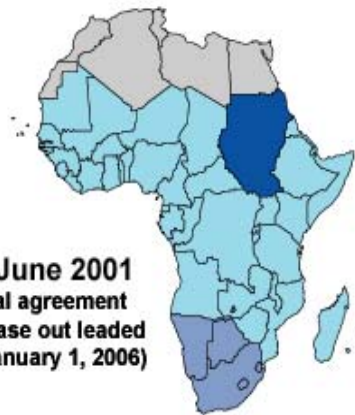 June 2001
al agreement
ase out leaded
anuary 1, 2006)